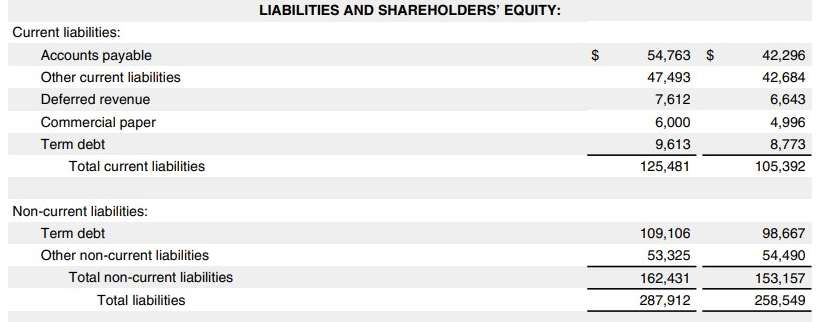 LIABILITIES AND SHAREHOLDERS’ EQUITY:
Current liabilities:
Accounts payable $ 54,763 $ 42,296
Other current liabilities 47,493 42,684
Deferred revenue 7,612 6,643
Commercial paper 6,000 4,996
Term debt 9,613 8,773
Total current liabilities 125,481 105,392
Non-current liabilities:
Term debt 109,106 98,667
Other non-current liabilities 53,325 54,490
Total non-current liabilities 162,431 153,157
Total liabilities 287,912 258,549